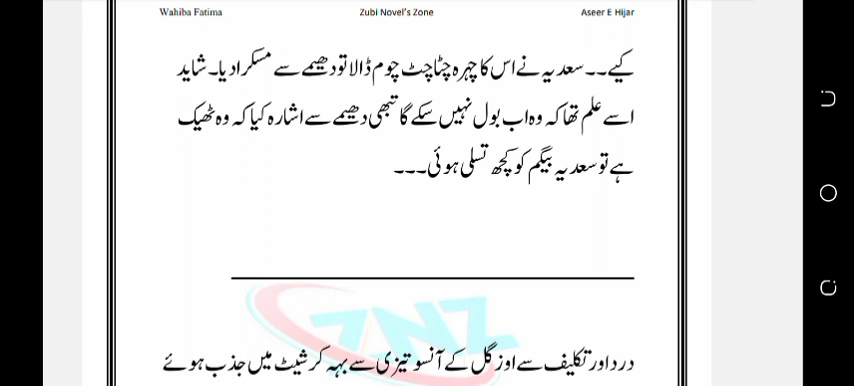 Wahiba Fatima Zubi Novel's Zone Aseer E Hijar
کیے۔۔ سعدیہ نے اس کا چہرہ چٹاچٹ چوم ڈالا تو دھیمے سے مسکرا دیا۔ شاید
اسے علم تھا کہ وہ اب بول نہیں سکے گا تبھی دھیمے سے اشارہ کیا کہ وہ ٹھیک
ہے تو سعدیہ بیگم کو کچھ تسلی ہوئی۔۔۔
ZNZ
درد اور تکلیف سے اوزگل کے آنسو تیزی سے بہہ کر شیٹ میں جذب ہوئے